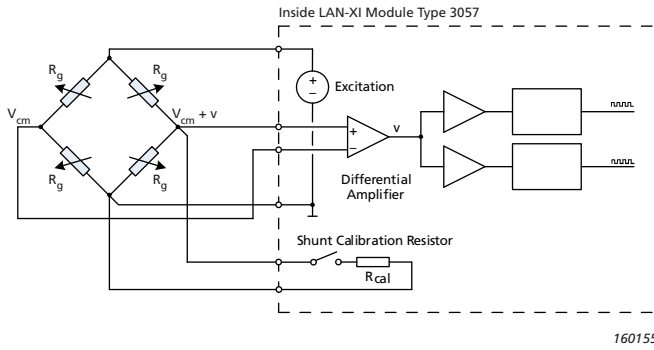 Inside LAN-XI Module Type 3057
Rg
Rg
+
−
Excitation
Vcm
Vcm + v
+
−
v
Rg
Rg
Differential
Amplifier
Shunt Calibration Resistor
Rcal
160155